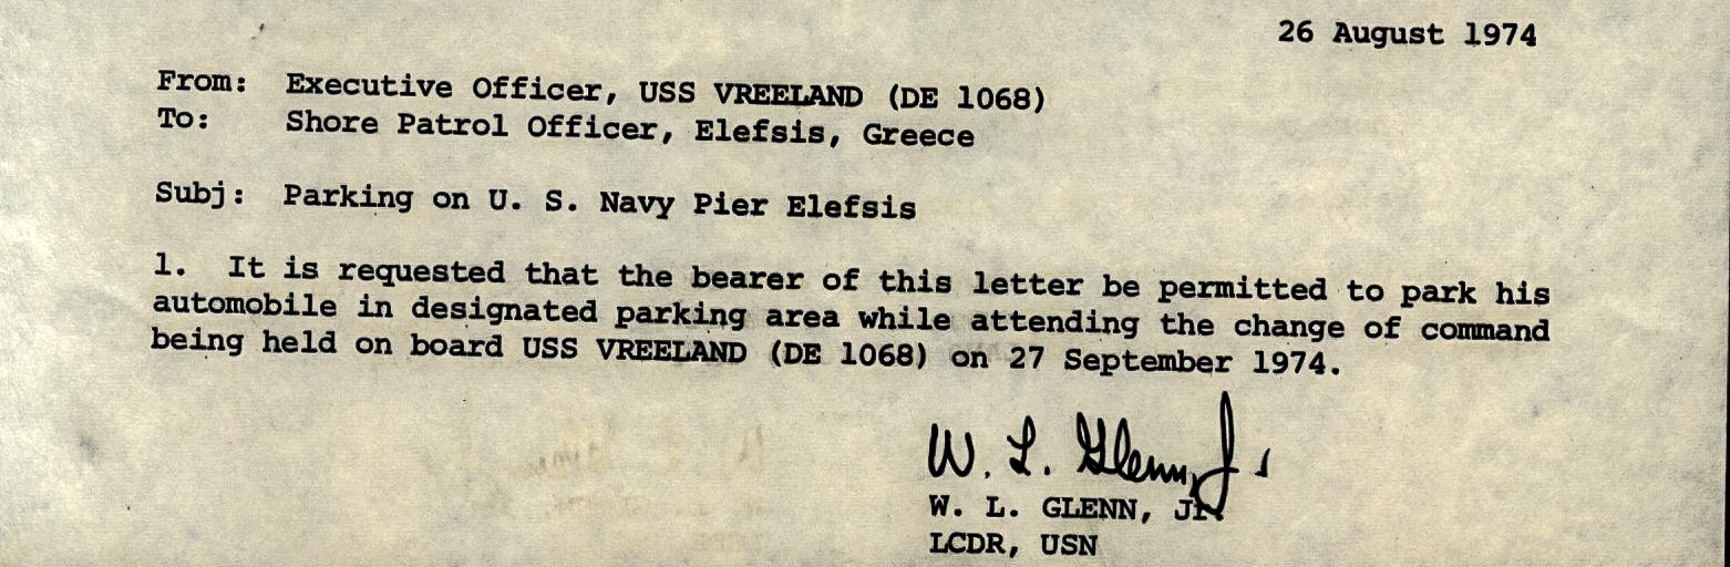 26 August 1974
From: Executive Officer, USS VREELAND (DE 1068)
To: Shore Patrol Officer, Elefsis, Greece
Subj: Parking on U. S. Navy Pier Elefsis
1. It is requested that the bearer of this letter be permitted to park his
automobile in designated parking area while attending the change of command
being held on board USS VREELAND (DE 1068) on 27 September 1974.
W. L. Glenn, Jr
W. L. GLENN, JR.
LCDR, USN